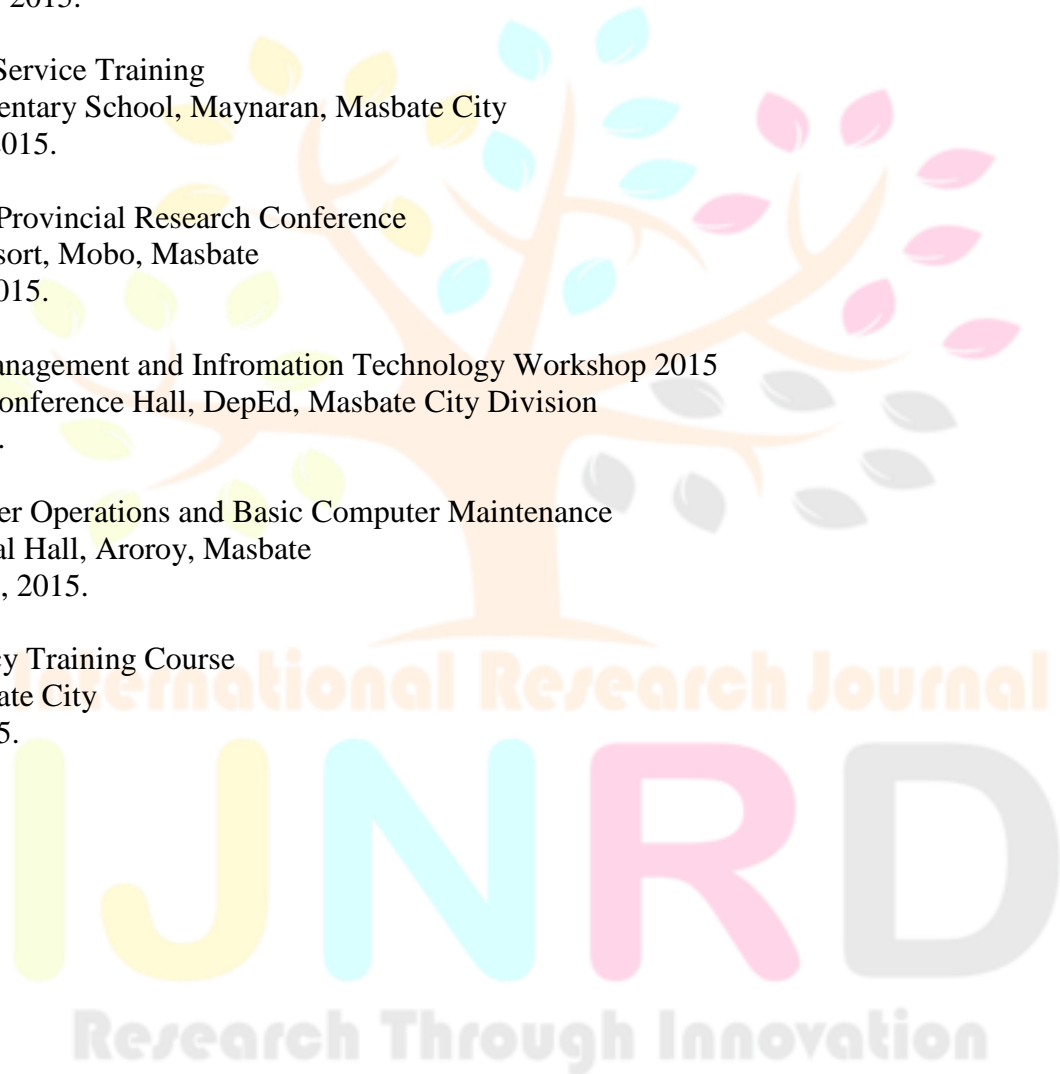 2015.
Service Training
entary School, Maynaran, Masbate City
2015.
Provincial Research Conference
sort, Mobo, Masbate
015.
anagement and Infromation Technology Workshop 2015
onference Hall, DepEd, Masbate City Division
.
er Operations and Basic Computer Maintenance
al Hall, Aroroy, Masbate
, 2015.
cy Training Course
ate City
5.
International Research Journal
IJNRD
Research Through Innovation